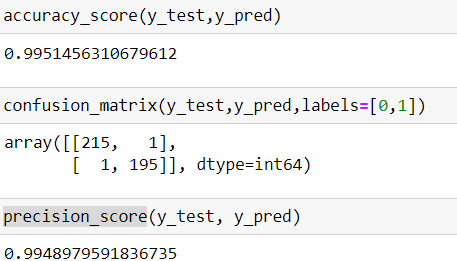 accuracy_score(y_test,y_pred)
0.9951456310679612
confusion_matrix(y_test,y_pred,labels=[0,1])
array([[215,   1],
       [  1, 195]], dtype=int64)
precision_score(y_test, y_pred)
0.9948979591836735